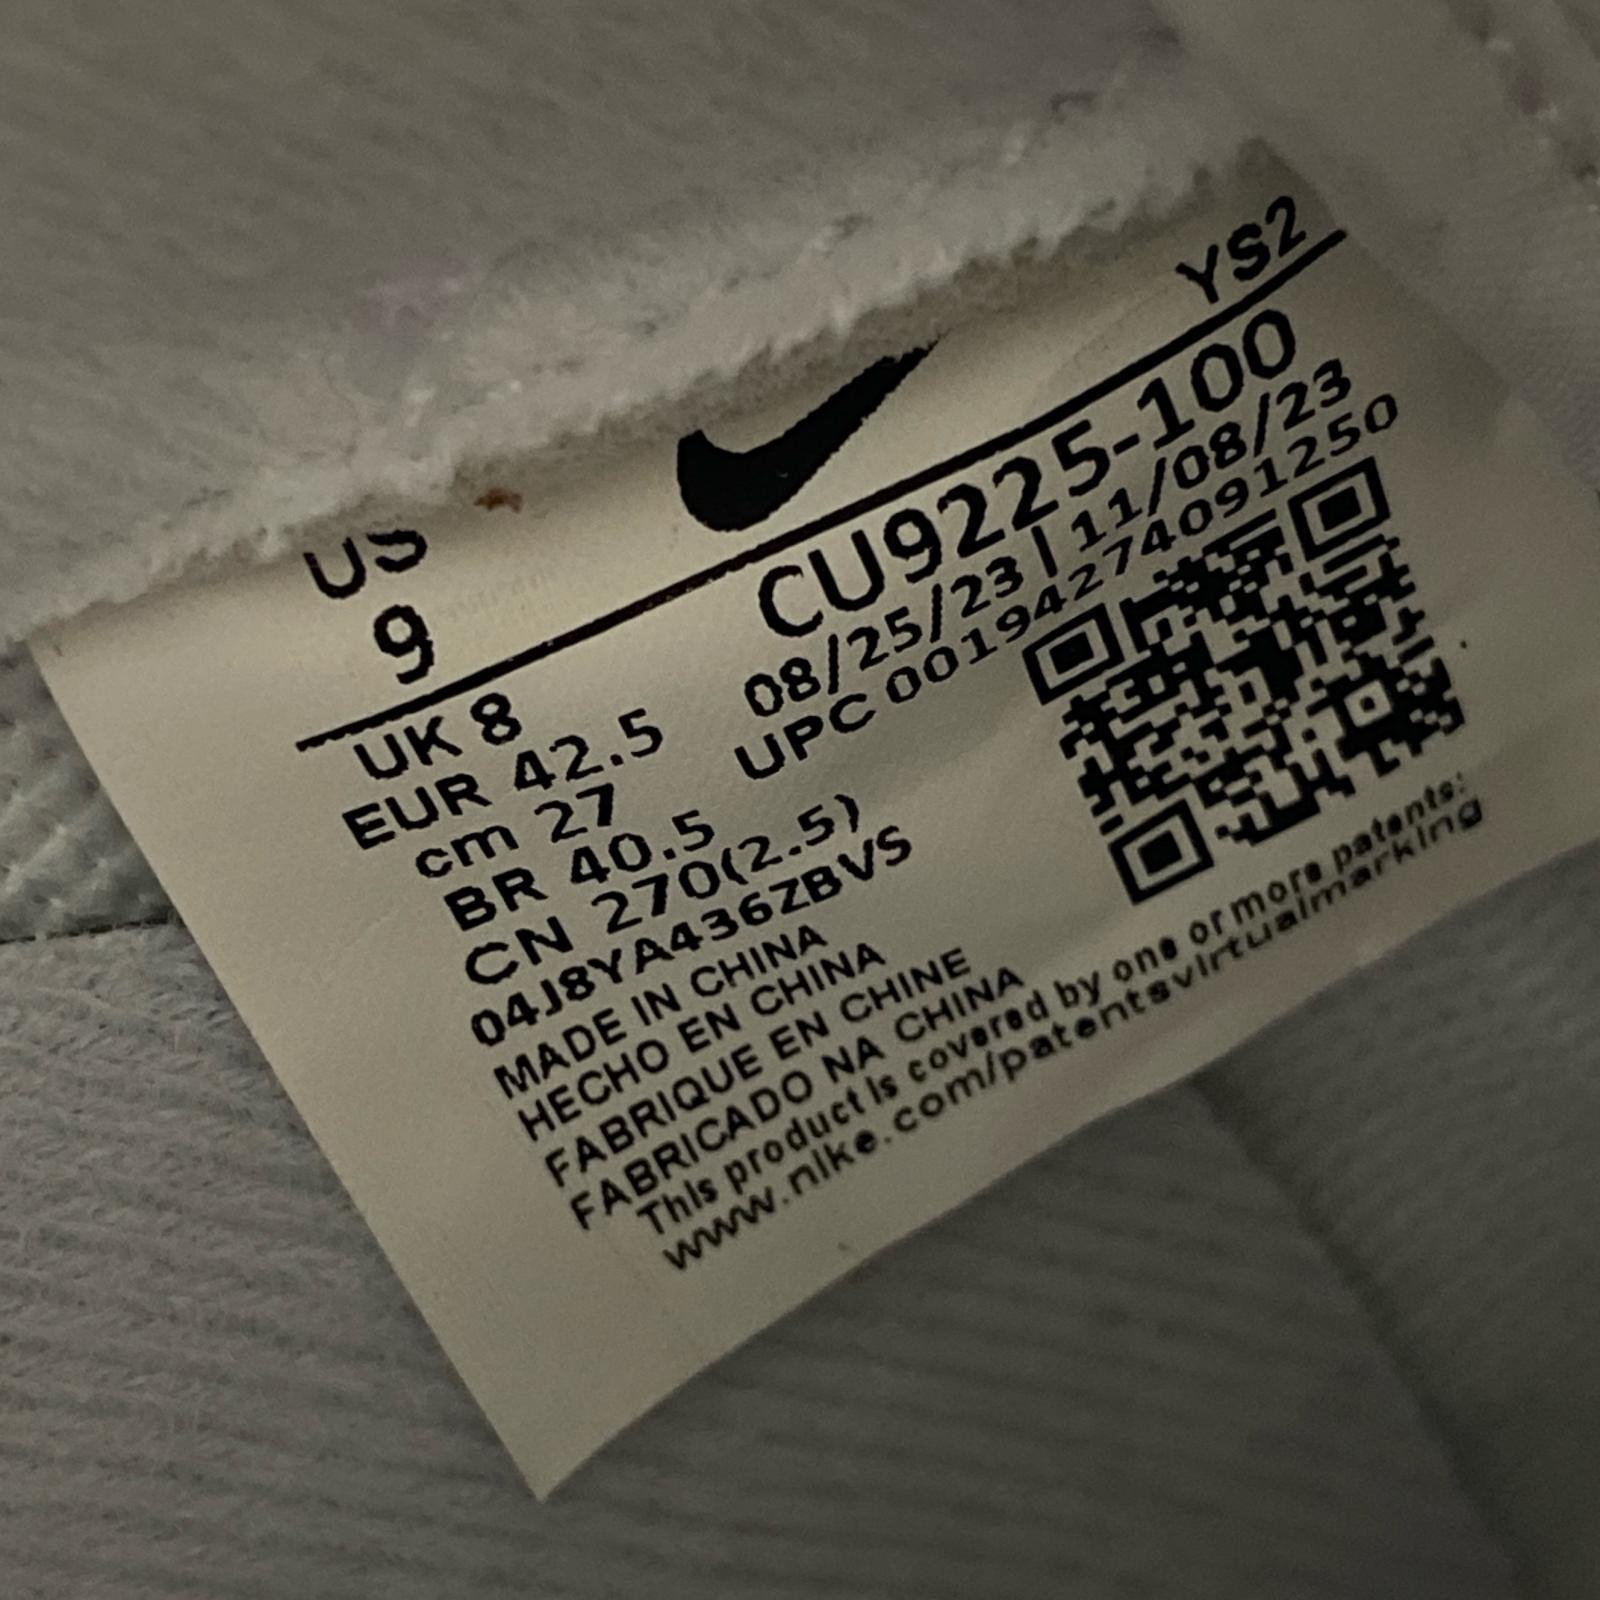 YS2
US
9
CU9225-100
08/25/23 | 11/08/23
UPC 00194274091250
UK 8
EUR 42.5
cm 27
BR 40.5
CN 270(2.5)
04J8YA436ZBVS
MADE IN CHINA
HECHO EN CHINA
FABRIQUE EN CHINE
FABRICADO NA CHINA
This product is covered by one or more patents:
www.nike.com/patentsvirtualmarking